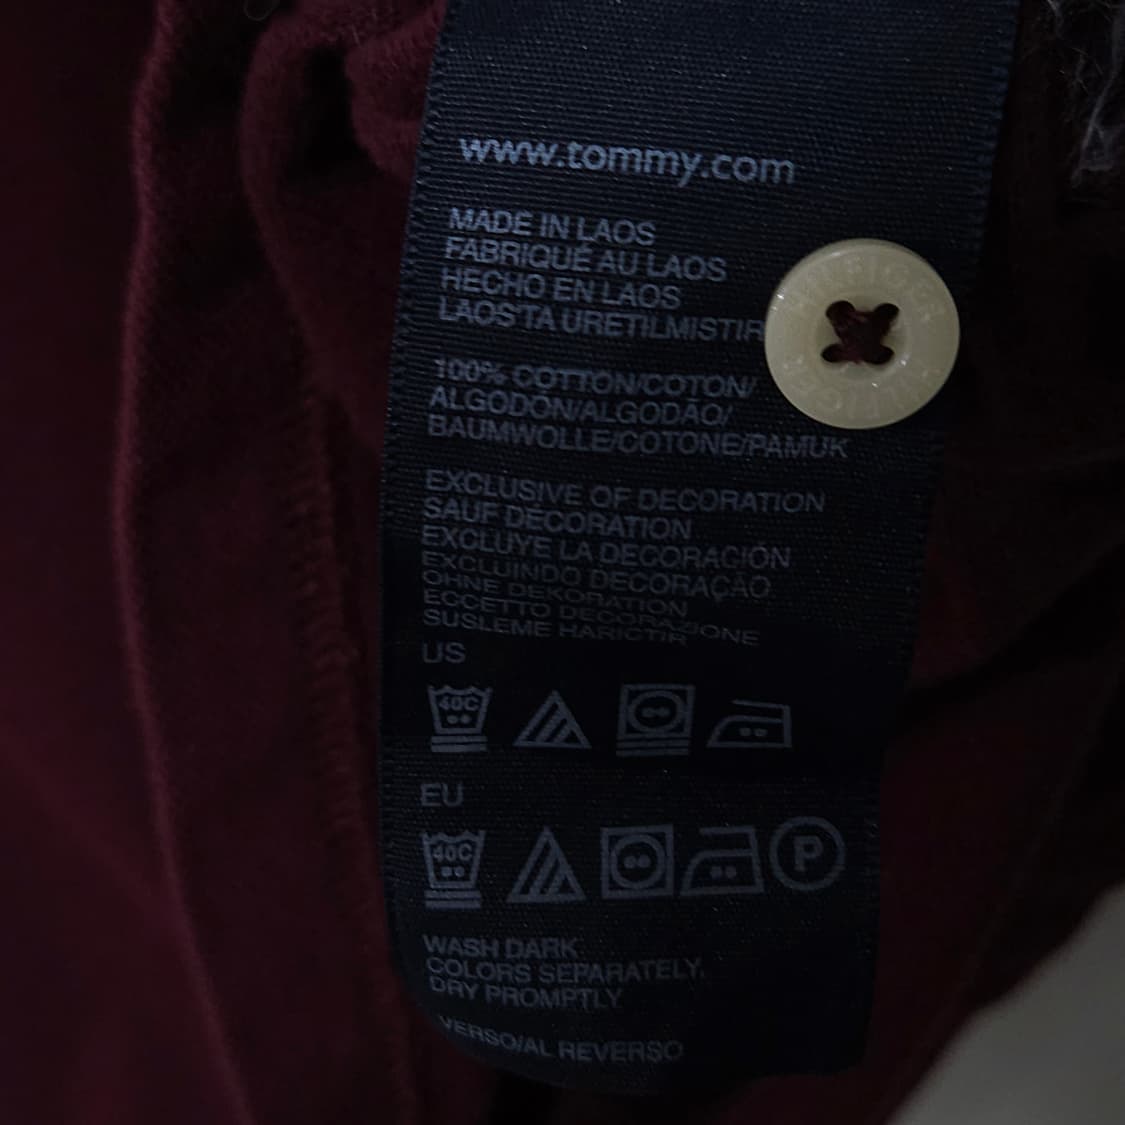 www.tommy.com
MADE IN LAOS
FABRIQUÉ AU LAOS
HECHO EN LAOS
LAOS'TA URETILMISTIR
100% COTTON/COTON/
ALGODÓN/ALGODÃO/
BAUMWOLLE/COTONE/PAMUK
EXCLUSIVE OF DECORATION
SAUF DÉCORATION
EXCLUYE LA DECORACIÓN
EXCLUINDO DECORAÇÃO
OHNE DEKORATION
ECCETTO DECORAZIONE
SUSLEME HARICTIR
US
40C
EU
40C
P
WASH DARK
COLORS SEPARATELY,
DRY PROMPTLY
VERSO/AL REVERSO